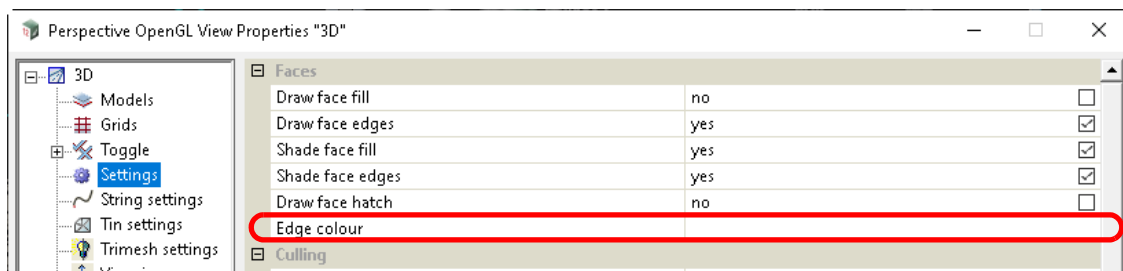 Perspective OpenGL View Properties "3D"
3D
Models
Grids
Toggle
Settings
String settings
Tin settings
Trimesh settings
Faces
Draw face fill no
Draw face edges yes
Shade face fill yes
Shade face edges yes
Draw face hatch no
Edge colour
Culling